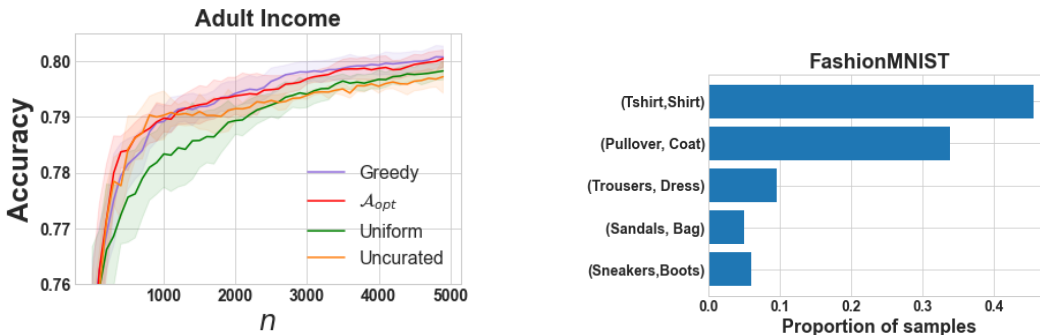 Adult Income
Accuracy
0.80
0.79
0.78
0.77
0.76
Greedy
𝒜opt
Uniform
Uncurated
1000 2000 3000 4000 5000
n
FashionMNIST
(Tshirt,Shirt)
(Pullover, Coat)
(Trousers, Dress)
(Sandals, Bag)
(Sneakers,Boots)
0.0 0.1 0.2 0.3 0.4
Proportion of samples